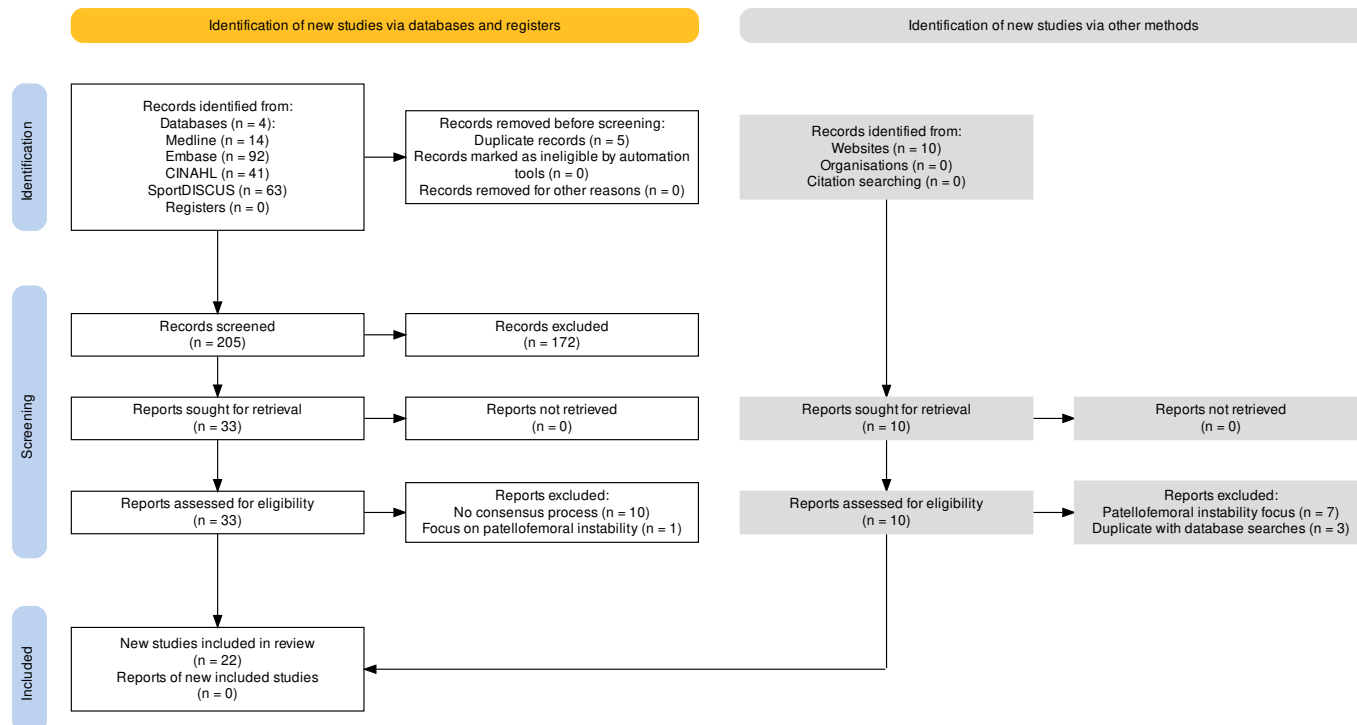 Identification of new studies via databases and registers
Identification of new studies via other methods
Identification
Records identified from:
Databases (n = 4):
Medline (n = 14)
Embase (n = 92)
CINAHL (n = 41)
SportDISCUS (n = 63)
Registers (n = 0)
Records removed before screening:
Duplicate records (n = 5)
Records marked as ineligible by automation
tools (n = 0)
Records removed for other reasons (n = 0)
Records identified from:
Websites (n = 10)
Organisations (n = 0)
Citation searching (n = 0)
Screening
Records screened
(n = 205)
Records excluded
(n = 172)
Reports sought for retrieval
(n = 33)
Reports not retrieved
(n = 0)
Reports sought for retrieval
(n = 10)
Reports not retrieved
(n = 0)
Reports assessed for eligibility
(n = 33)
Reports excluded:
No consensus process (n = 10)
Focus on patellofemoral instability (n = 1)
Reports assessed for eligibility
(n = 10)
Reports excluded:
Patellofemoral instability focus (n = 7)
Duplicate with database searches (n = 3)
Included
New studies included in review
(n = 22)
Reports of new included studies
(n = 0)